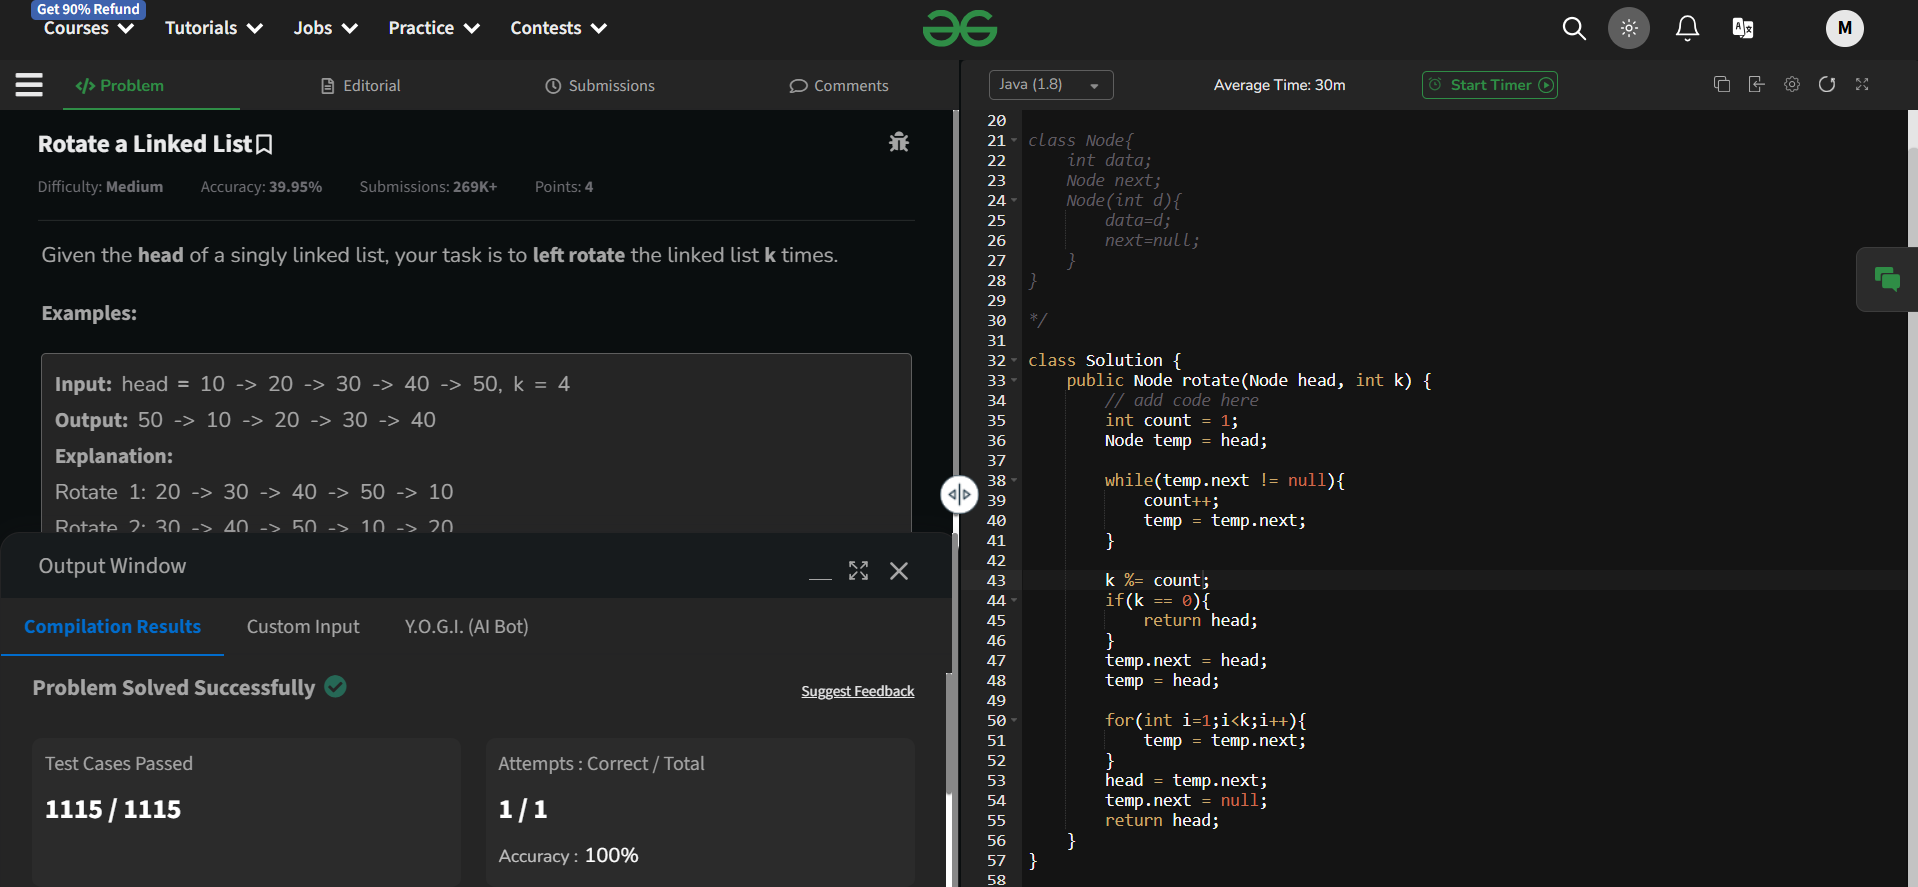 Get 90% Refund
Courses
Tutorials
Jobs
Practice
Contests
M
</> Problem
Editorial
Submissions
Comments
Java (1.8)
Average Time: 30m
Start Timer
Rotate a Linked List
Difficulty: Medium
Accuracy: 39.95%
Submissions: 269K+
Points: 4
Given the head of a singly linked list, your task is to left rotate the linked list k times.
Examples:
Input: head = 10 -> 20 -> 30 -> 40 -> 50, k = 4
Output: 50 -> 10 -> 20 -> 30 -> 40
Explanation:
Rotate 1: 20 -> 30 -> 40 -> 50 -> 10
Rotate 2: 30 -> 40 -> 50 -> 10 -> 20
Output Window
Compilation Results
Custom Input
Y.O.G.I. (AI Bot)
Problem Solved Successfully
Suggest Feedback
Test Cases Passed
1115 / 1115
Attempts : Correct / Total
1 / 1
Accuracy : 100%
20
21 class Node{
22 int data;
23 Node next;
24 Node(int d){
25 data=d;
26 next=null;
27 }
28 }
29
30 */
31
32 class Solution {
33 public Node rotate(Node head, int k) {
34 // add code here
35 int count = 1;
36 Node temp = head;
37
38 while(temp.next != null){
39 count++;
40 temp = temp.next;
41 }
42
43 k %= count;
44 if(k == 0){
45 return head;
46 }
47 temp.next = head;
48 temp = head;
49
50 for(int i=1;i<k;i++){
51 temp = temp.next;
52 }
53 head = temp.next;
54 temp.next = null;
55 return head;
56 }
57 }
58